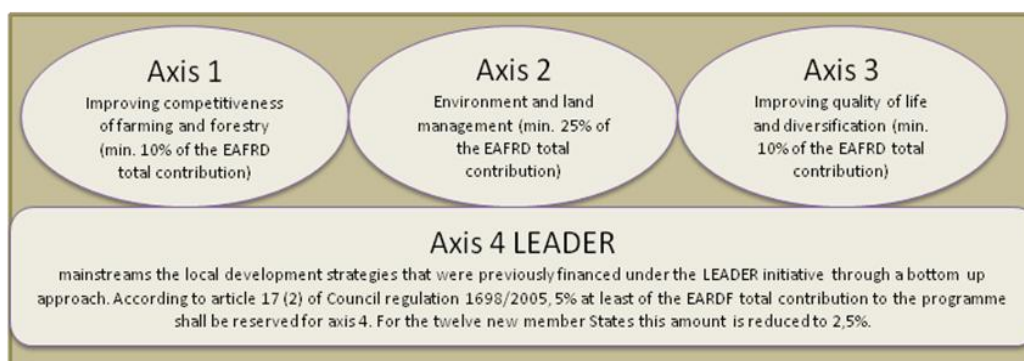 Axis 1
Improving competitiveness
of farming and forestry
(min. 10% of the EAFRD
total contribution)
Axis 2
Environment and land
management (min. 25% of
the EAFRD total
contribution)
Axis 3
Improving quality of life
and diversification (min.
10% of the EAFRD total
contribution)
Axis 4 LEADER
mainstreams the local development strategies that were previously financed under the LEADER initiative through a bottom up
approach. According to article 17 (2) of Council regulation 1698/2005, 5% at least of the EARDF total contribution to the programme
shall be reserved for axis 4. For the twelve new member States this amount is reduced to 2,5%.